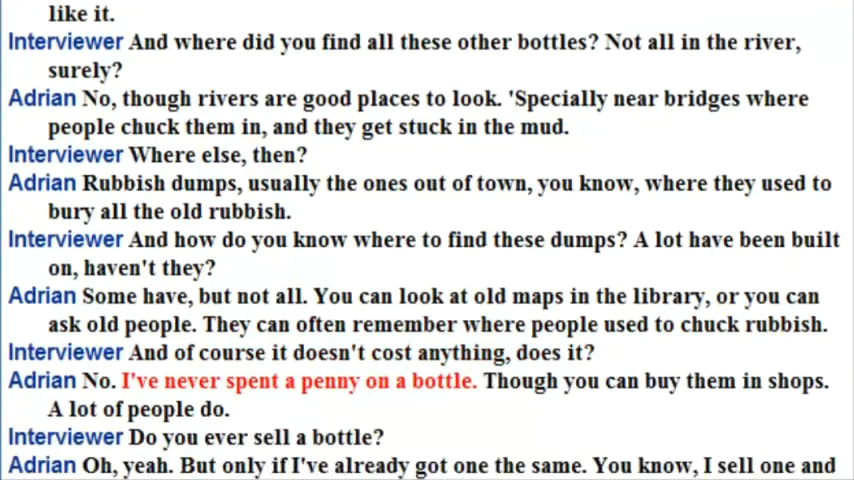 like it.
Interviewer And where did you find all these other bottles? Not all in the river,
surely?
Adrian No, though rivers are good places to look. 'Specially near bridges where
people chuck them in, and they get stuck in the mud.
Interviewer Where else, then?
Adrian Rubbish dumps, usually the ones out of town, you know, where they used to
bury all the old rubbish.
Interviewer And how do you know where to find these dumps? A lot have been built
on, haven't they?
Adrian Some have, but not all. You can look at old maps in the library, or you can
ask old people. They can often remember where people used to chuck rubbish.
Interviewer And of course it doesn't cost anything, does it?
Adrian No. I've never spent a penny on a bottle. Though you can buy them in shops.
A lot of people do.
Interviewer Do you ever sell a bottle?
Adrian Oh, yeah. But only if I've already got one the same. You know, I sell one and